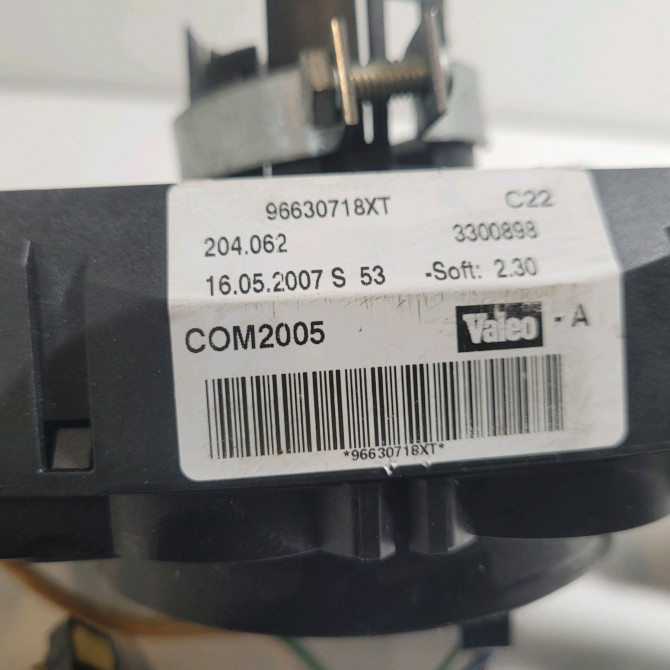 96630718XT C22
204.062 3300898
16.05.2007 S 53 -Soft: 2.30
COM2005 Valeo - A
*96630718XT*